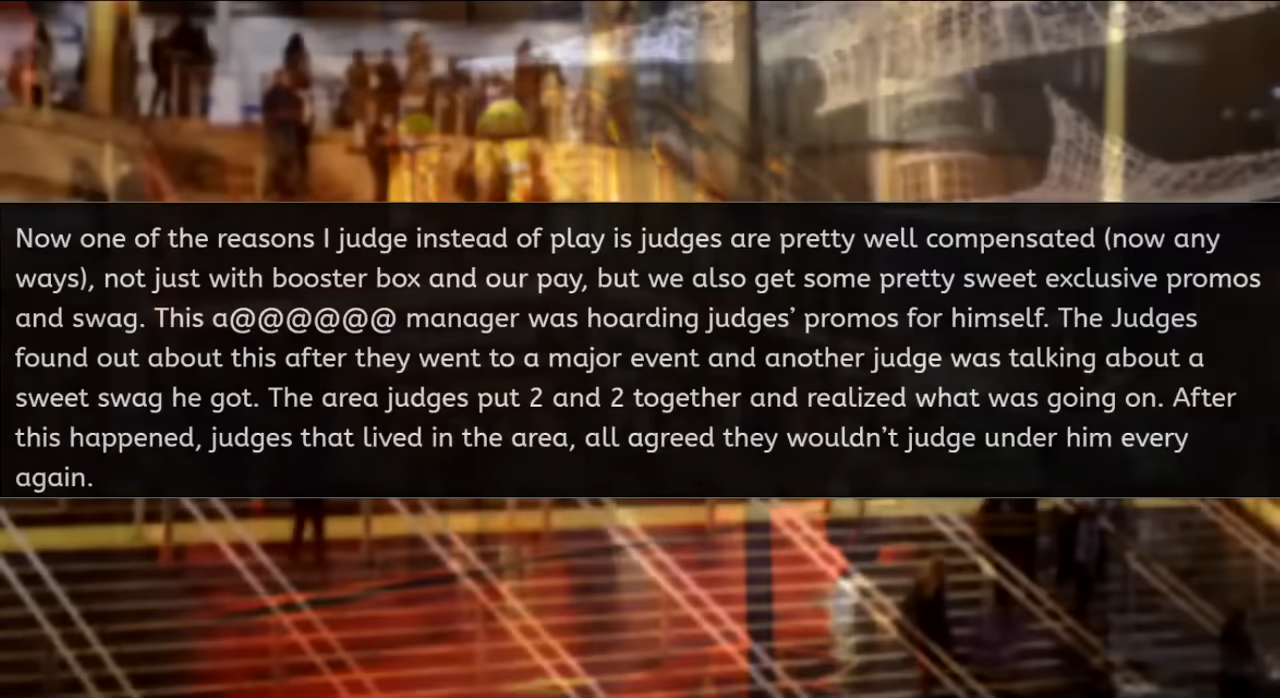 Now one of the reasons I judge instead of play is judges are pretty well compensated (now any
ways), not just with booster box and our pay, but we also get some pretty sweet exclusive promos
and swag. This a@@@@@@ manager was hoarding judges’ promos for himself. The Judges
found out about this after they went to a major event and another judge was talking about a
sweet swag he got. The area judges put 2 and 2 together and realized what was going on. After
this happened, judges that lived in the area, all agreed they wouldn’t judge under him every
again.